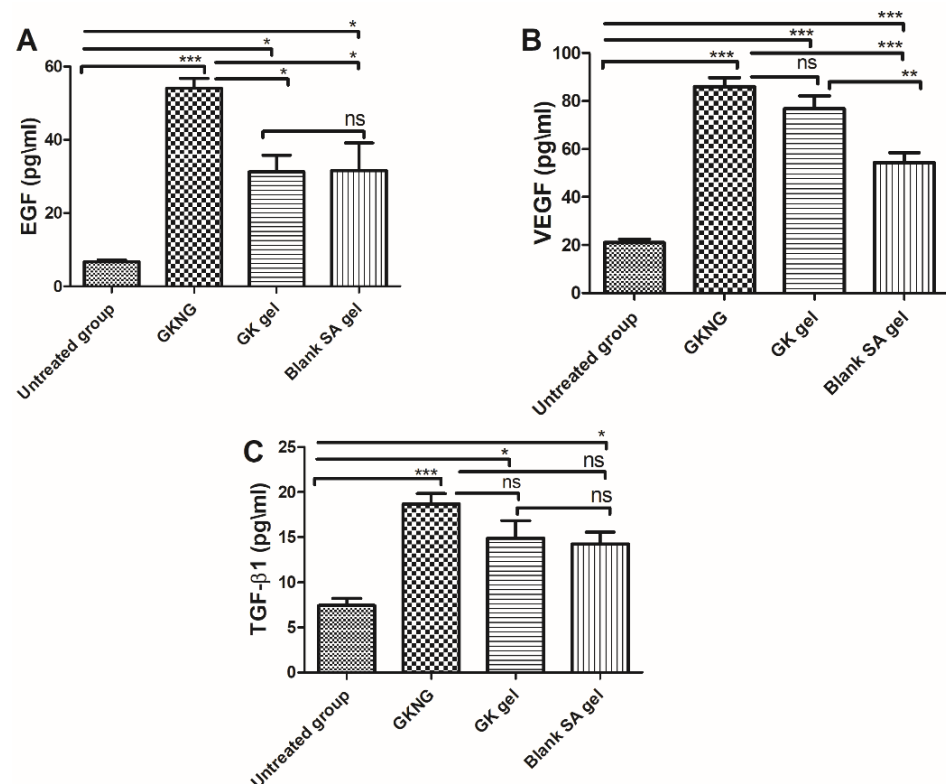 A
*
*
***
*
*
ns
60
40
20
0
EGF (pg\ml)
Untreated group
GKNG
GK gel
Blank SA gel
B
***
***
***
***
ns
**
100
80
60
40
20
0
VEGF (pg\ml)
Untreated group
GKNG
GK gel
Blank SA gel
C
*
*
ns
***
ns
ns
25
20
15
10
5
0
TGF-β1 (pg\ml)
Untreated group
GKNG
GK gel
Blank SA gel